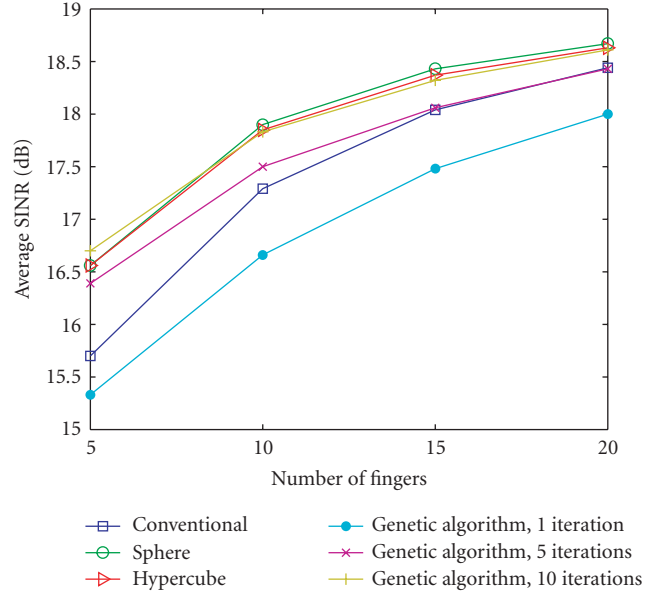 19
18.5
18
17.5
17
16.5
16
15.5
15
Average SINR (dB)
5
10
15
20
Number of fingers
Conventional
Sphere
Hypercube
Genetic algorithm, 1 iteration
Genetic algorithm, 5 iterations
Genetic algorithm, 10 iterations